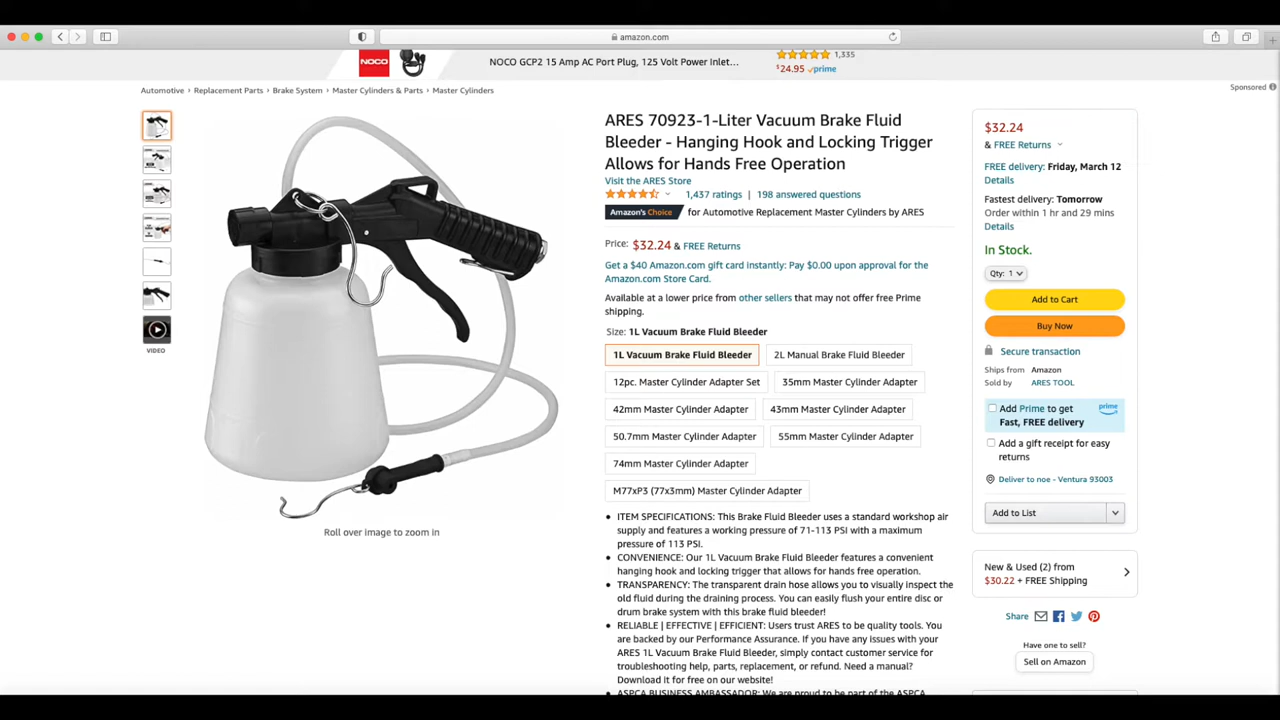 amazon.com
NOCO
NOCO GCP2 15 Amp AC Port Plug, 125 Volt Power Inlet...
1,335
$24.95 prime
Automotive › Replacement Parts › Brake System › Master Cylinders & Parts › Master Cylinders
Sponsored
VIDEO
Roll over image to zoom in
ARES 70923-1-Liter Vacuum Brake Fluid
Bleeder - Hanging Hook and Locking Trigger
Allows for Hands Free Operation
Visit the ARES Store
1,437 ratings | 198 answered questions
Amazon's Choice for Automotive Replacement Master Cylinders by ARES
Price: $32.24 & FREE Returns
Get a $40 Amazon.com gift card instantly: Pay $0.00 upon approval for the
Amazon.com Store Card.
Available at a lower price from other sellers that may not offer free Prime
shipping.
Size: 1L Vacuum Brake Fluid Bleeder
1L Vacuum Brake Fluid Bleeder 2L Manual Brake Fluid Bleeder
12pc. Master Cylinder Adapter Set 35mm Master Cylinder Adapter
42mm Master Cylinder Adapter 43mm Master Cylinder Adapter
50.7mm Master Cylinder Adapter 55mm Master Cylinder Adapter
74mm Master Cylinder Adapter
M77xP3 (77x3mm) Master Cylinder Adapter
• ITEM SPECIFICATIONS: This Brake Fluid Bleeder uses a standard workshop air
supply and features a working pressure of 71-113 PSI with a maximum
pressure of 113 PSI.
• CONVENIENCE: Our 1L Vacuum Brake Fluid Bleeder features a convenient
hanging hook and locking trigger that allows for hands free operation.
• TRANSPARENCY: The transparent drain hose allows you to visually inspect the
old fluid during the draining process. You can easily flush your entire disc or
drum brake system with this brake fluid bleeder!
• RELIABLE | EFFECTIVE | EFFICIENT: Users trust ARES to be quality tools. You
are backed by our Performance Assurance. If you have any issues with your
ARES 1L Vacuum Brake Fluid Bleeder, simply contact customer service for
troubleshooting help, parts, replacement, or refund. Need a manual?
Download it for free on our website!
• ASPCA BUSINESS AMBASSADOR: We are proud to be part of the ASPCA
$32.24
& FREE Returns
FREE delivery: Friday, March 12
Details
Fastest delivery: Tomorrow
Order within 1 hr and 29 mins
Details
In Stock.
Qty: 1
Add to Cart
Buy Now
Secure transaction
Ships from Amazon
Sold by ARES TOOL
Add Prime to get prime
Fast, FREE delivery
Add a gift receipt for easy
returns
Deliver to noe - Ventura 93003
Add to List
New & Used (2) from
$30.22 + FREE Shipping
Share
Have one to sell?
Sell on Amazon